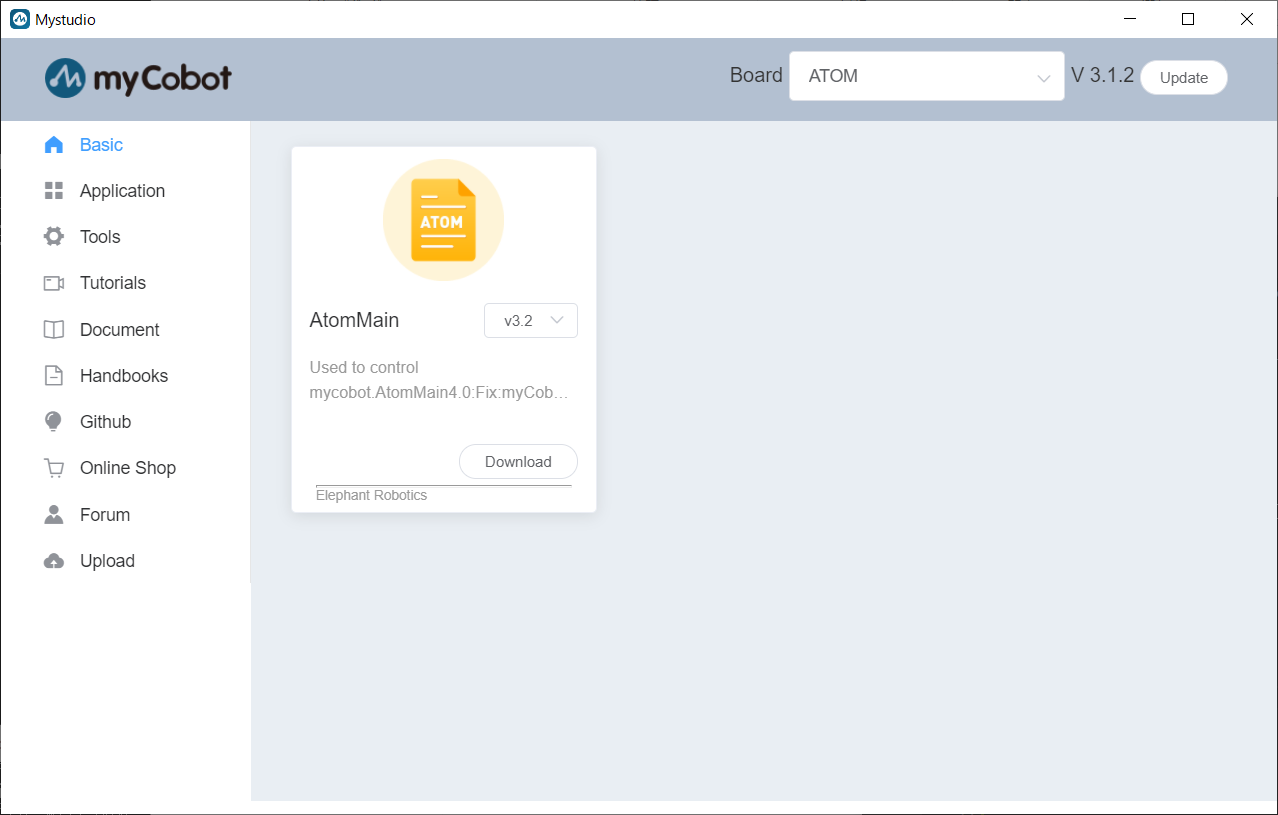 Mystudio
myCobot
Board
ATOM
V 3.1.2
Update
Basic
Application
Tools
Tutorials
Document
Handbooks
Github
Online Shop
Forum
Upload
ATOM
AtomMain
v3.2
Used to control
mycobot.AtomMain4.0:Fix:myCob...
Download
Elephant Robotics